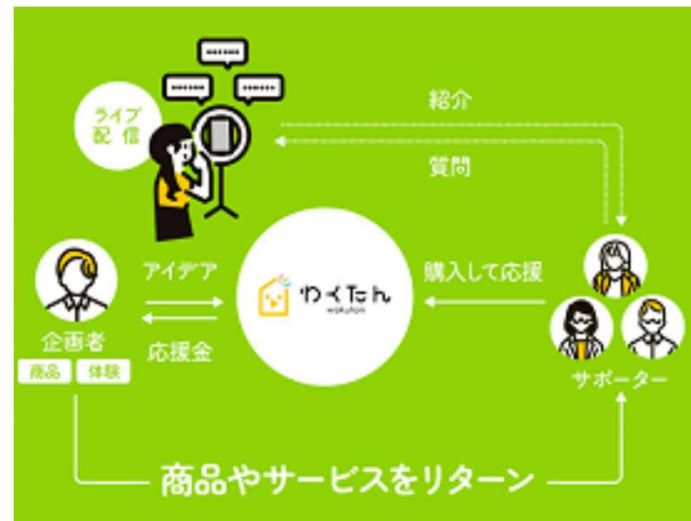 ライブ
配信
紹介
質問
アイデア
応援金
わくたん
wakutan
購入して応援
企画者
商品
体験
サポーター
商品やサービスをリターン